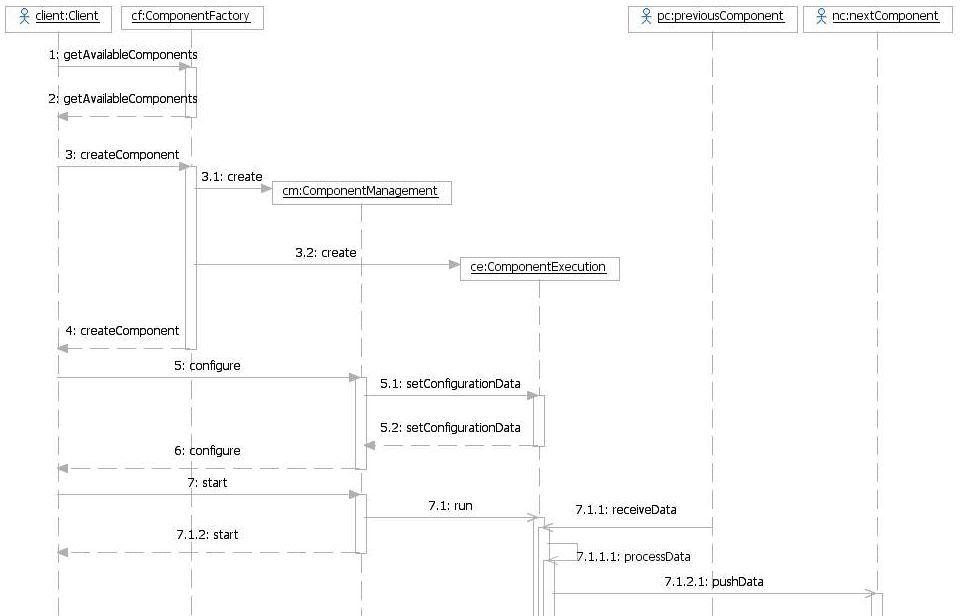 client:Client
cf:ComponentFactory
pc:previousComponent
nc:nextComponent
1: getAvailableComponents
2: getAvailableComponents
3: createComponent
3.1: create
cm:ComponentManagement
3.2: create
ce:ComponentExecution
4: createComponent
5: configure
5.1: setConfigurationData
5.2: setConfigurationData
6: configure
7: start
7.1: run
7.1.1: receiveData
7.1.2: start
7.1.1.1: processData
7.1.2.1: pushData